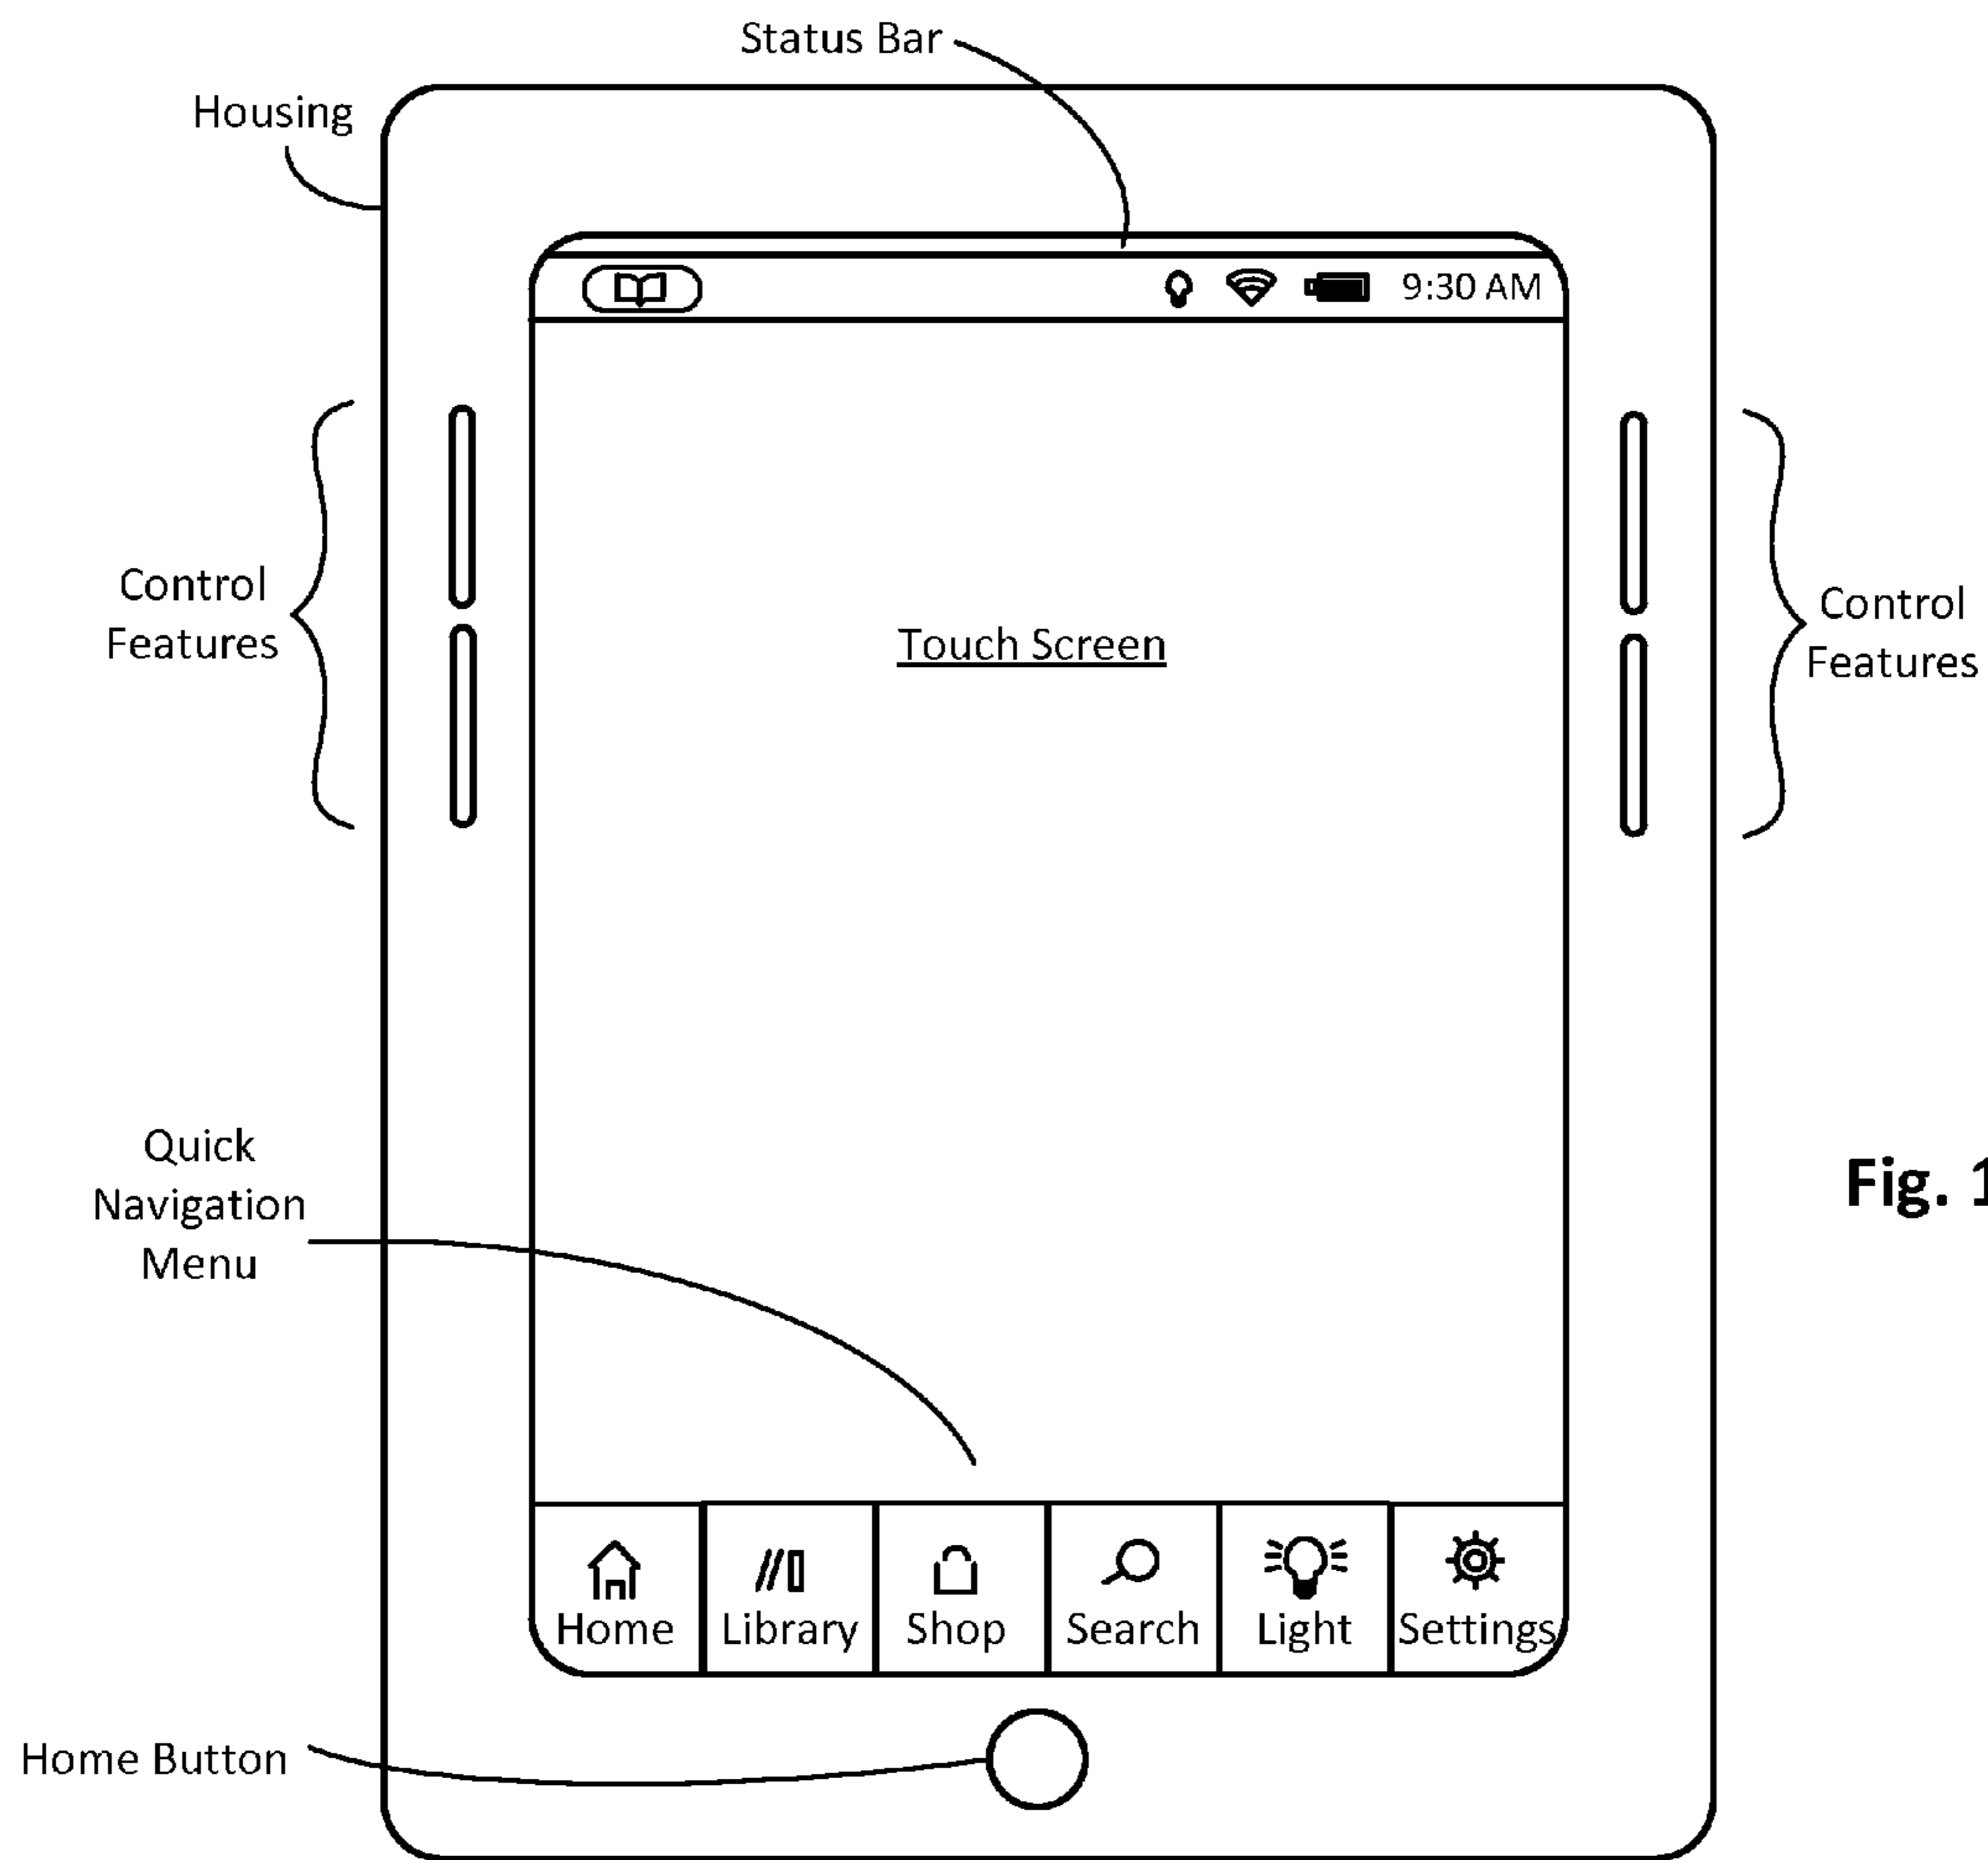 Status Bar
Housing
9:30 AM
Control
Features
Touch Screen
Control
Features
Quick
Navigation
Menu
Fig. 1
Home
Library
Shop
Search
Light
Settings
Home Button